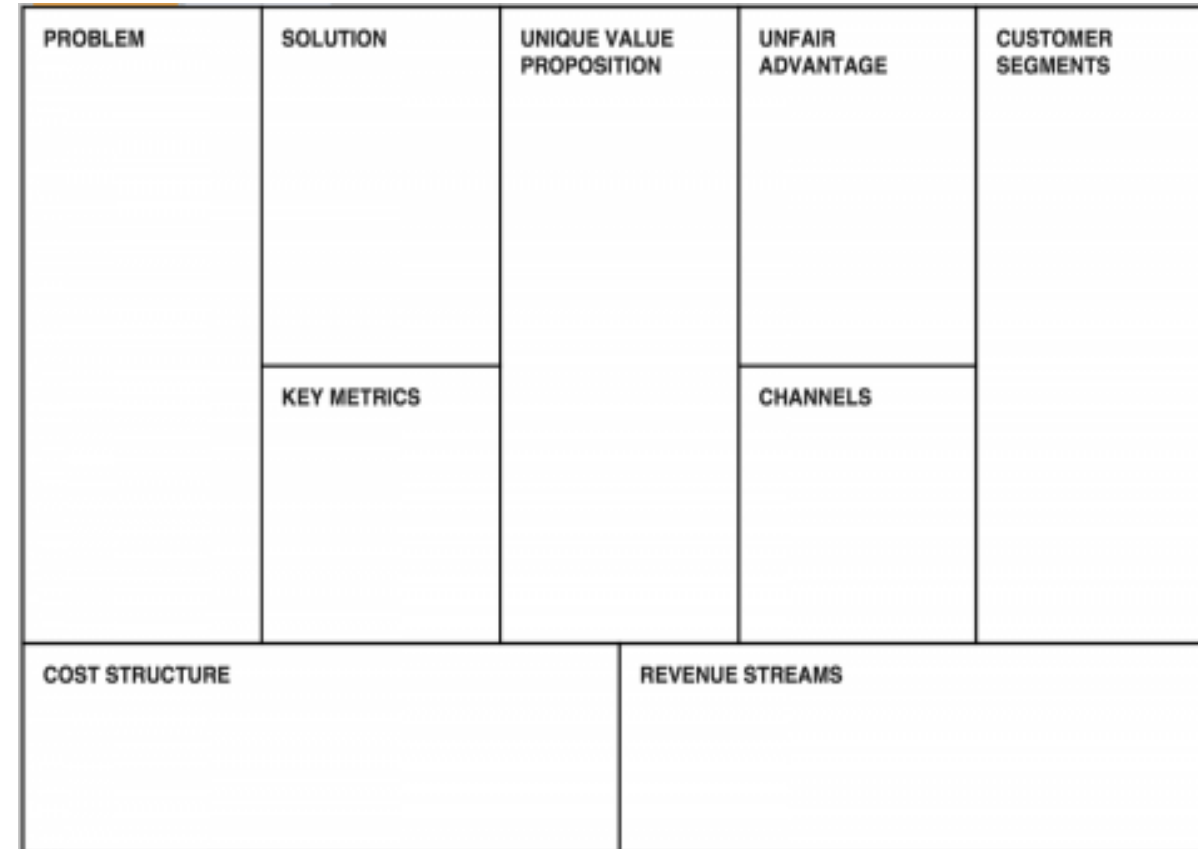 PROBLEM
SOLUTION
UNIQUE VALUE
PROPOSITION
UNFAIR
ADVANTAGE
CUSTOMER
SEGMENTS
KEY METRICS
CHANNELS
COST STRUCTURE
REVENUE STREAMS